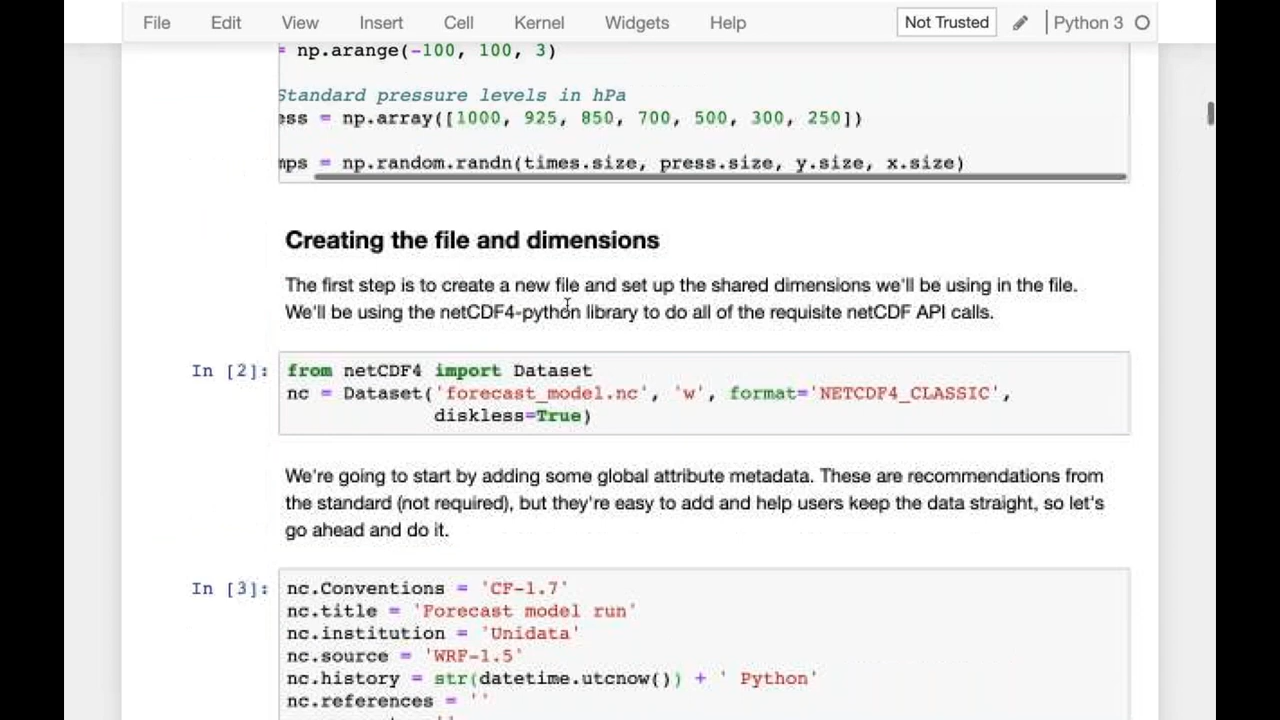 File Edit View Insert Cell Kernel Widgets Help Not Trusted Python 3
= np.arange(-100, 100, 3)
Standard pressure levels in hPa
ess = np.array([1000, 925, 850, 700, 500, 300, 250])
mps = np.random.randn(times.size, press.size, y.size, x.size)
Creating the file and dimensions
The first step is to create a new file and set up the shared dimensions we'll be using in the file.
We'll be using the netCDF4-python library to do all of the requisite netCDF API calls.
In [2]: from netCDF4 import Dataset
nc = Dataset('forecast_model.nc', 'w', format='NETCDF4_CLASSIC',
diskless=True)
We're going to start by adding some global attribute metadata. These are recommendations from
the standard (not required), but they're easy to add and help users keep the data straight, so let's
go ahead and do it.
In [3]: nc.Conventions = 'CF-1.7'
nc.title = 'Forecast model run'
nc.institution = 'Unidata'
nc.source = 'WRF-1.5'
nc.history = str(datetime.utcnow()) + ' Python'
nc.references = ''